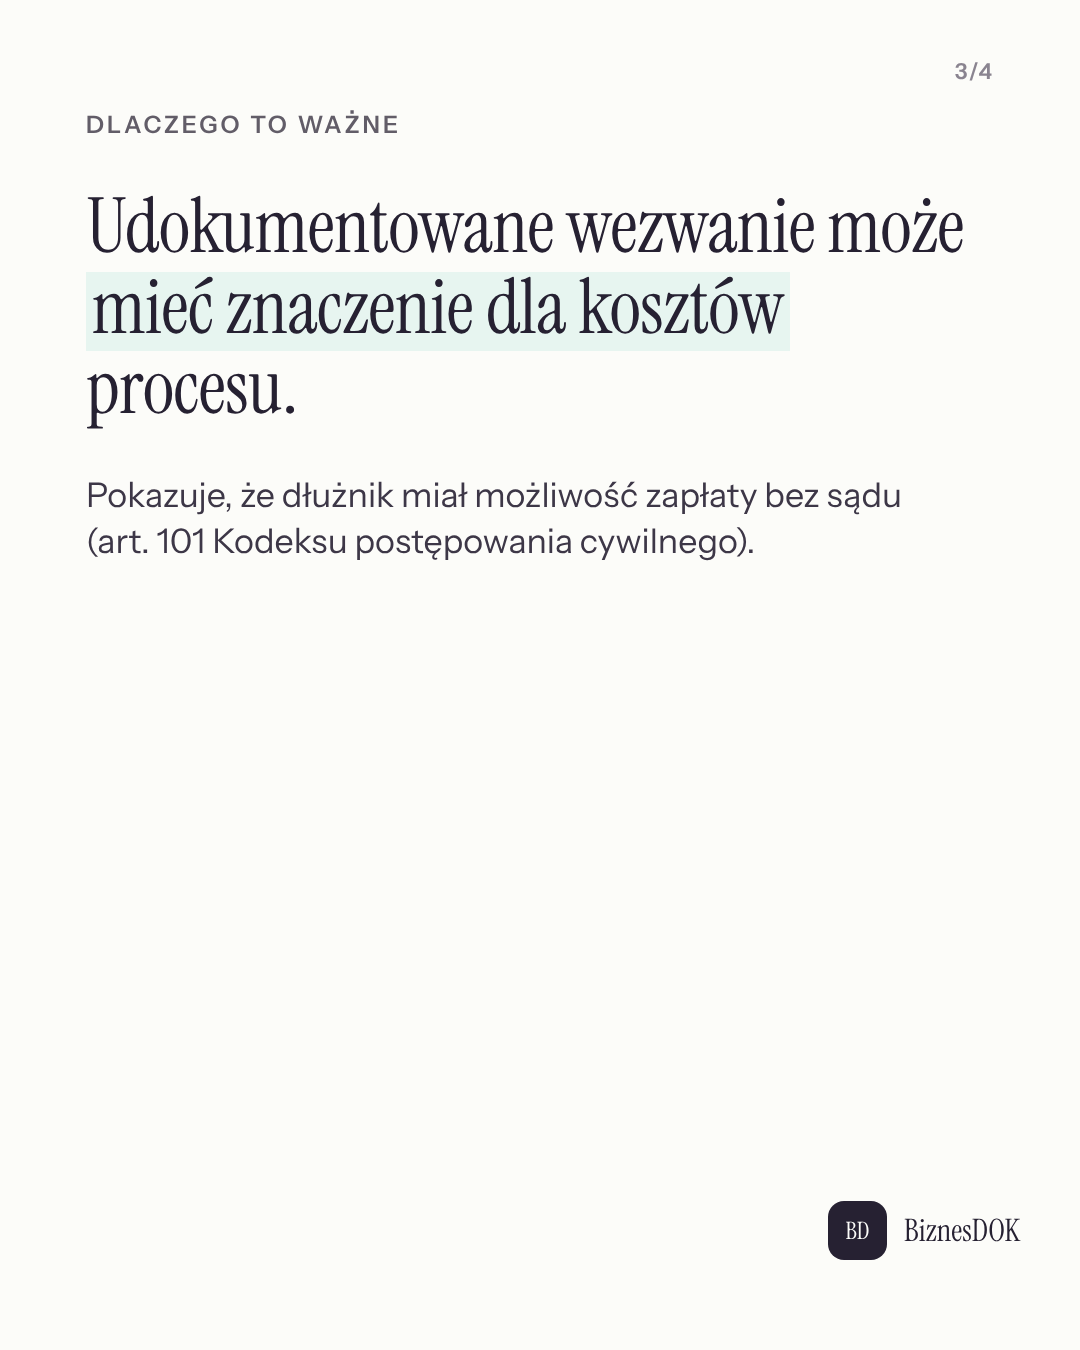 3/4
DLACZEGO TO WAŻNE
Udokumentowane wezwanie może
mieć znaczenie dla kosztów
procesu.
Pokazuje, że dłużnik miał możliwość zapłaty bez sądu
(art. 101 Kodeksu postępowania cywilnego).
BD BiznesDOK